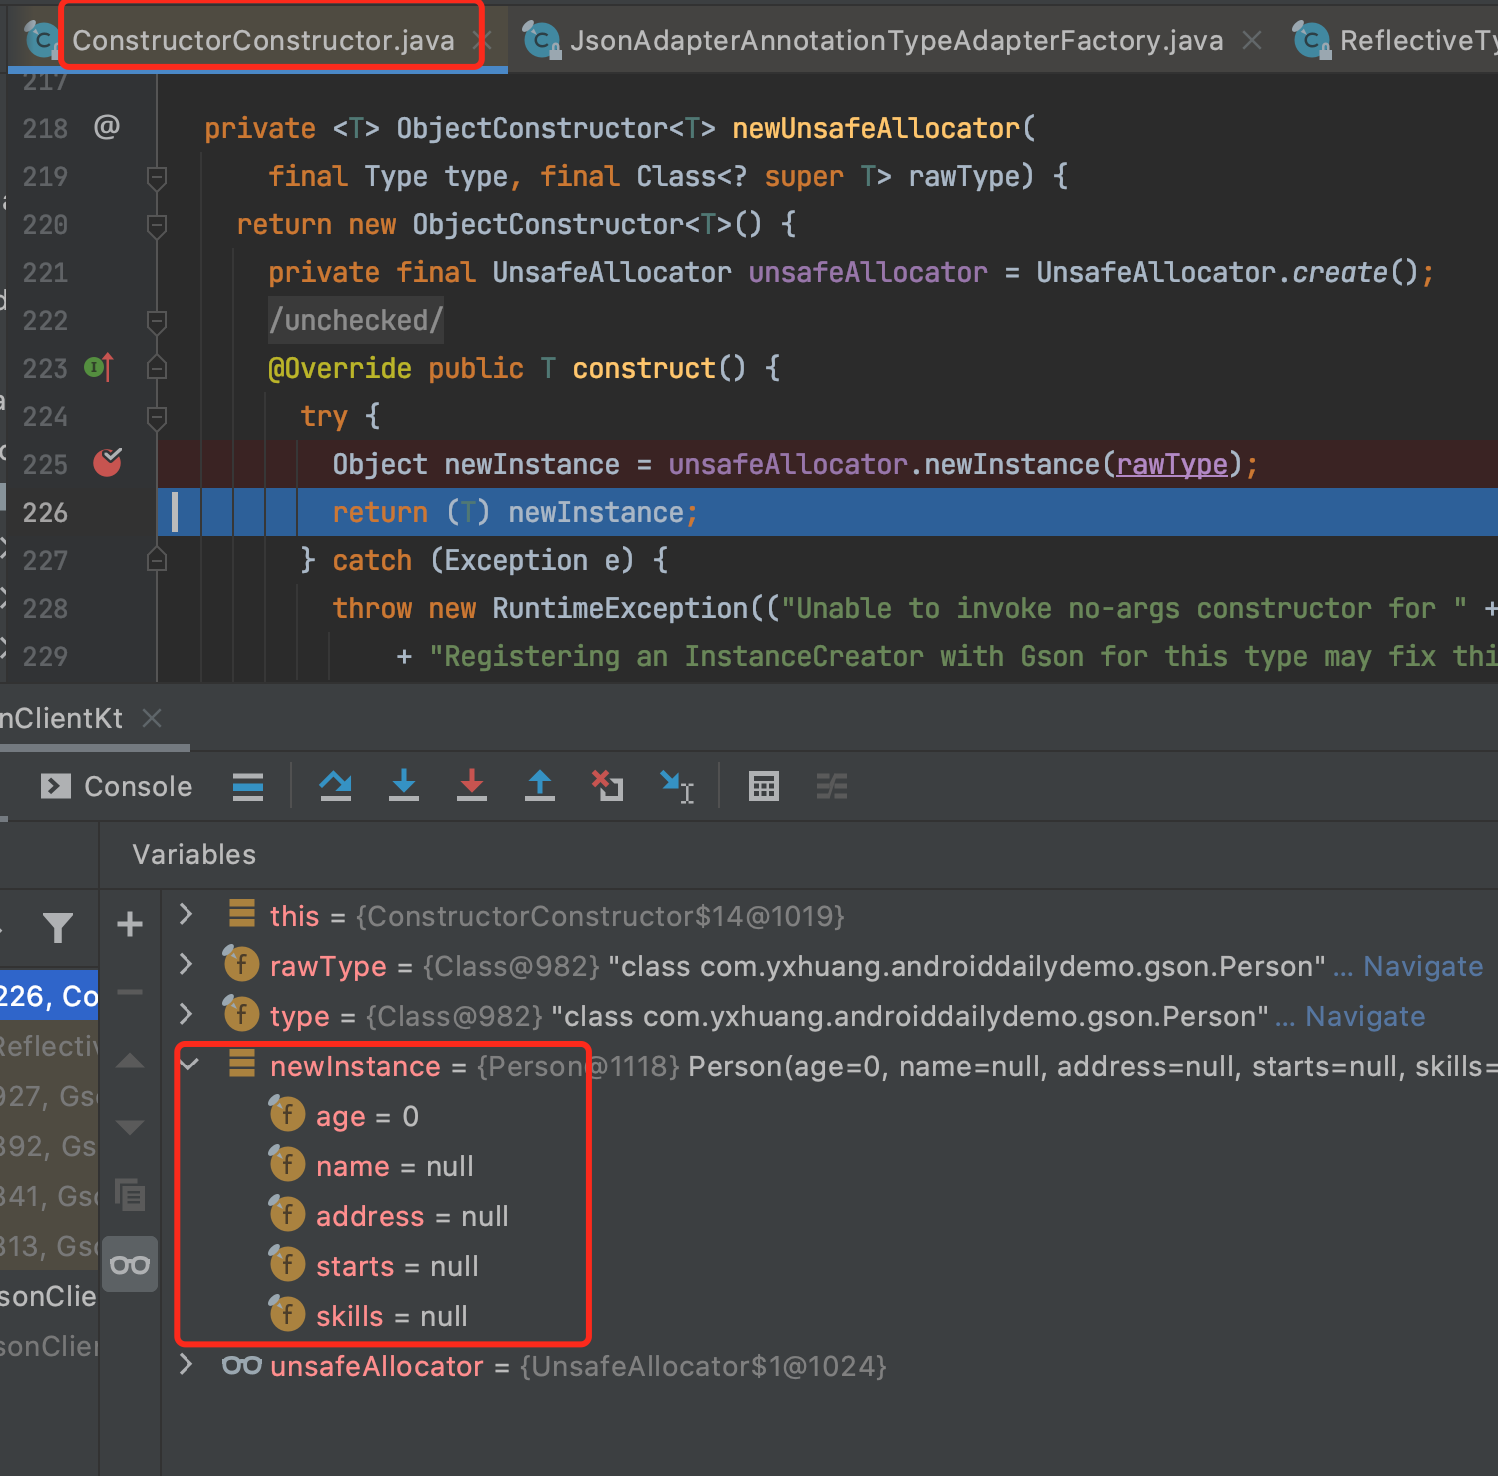 ConstructorConstructor.java JsonAdapterAnnotationTypeAdapterFactory.java ReflectiveTy
217
218 @ private <T> ObjectConstructor<T> newUnsafeAllocator(
219 final Type type, final Class<? super T> rawType) {
220 return new ObjectConstructor<T>() {
221 private final UnsafeAllocator unsafeAllocator = UnsafeAllocator.create();
222 /unchecked/
223 @Override public T construct() {
224 try {
225 Object newInstance = unsafeAllocator.newInstance(rawType);
226 return (T) newInstance;
227 } catch (Exception e) {
228 throw new RuntimeException(("Unable to invoke no-args constructor for " +
229 + "Registering an InstanceCreator with Gson for this type may fix thi
nClientKt
Console
Variables
this = {ConstructorConstructor$14@1019}
rawType = {Class@982} "class com.yxhuang.androiddailydemo.gson.Person" ... Navigate
226, Co
type = {Class@982} "class com.yxhuang.androiddailydemo.gson.Person" ... Navigate
Reflectiv
newInstance = {Person@1118} Person(age=0, name=null, address=null, starts=null, skills=
927, Gs
age = 0
392, Gs
name = null
341, Gs
address = null
313, Gs
starts = null
sonClie
skills = null
sonClien
unsafeAllocator = {UnsafeAllocator$1@1024}